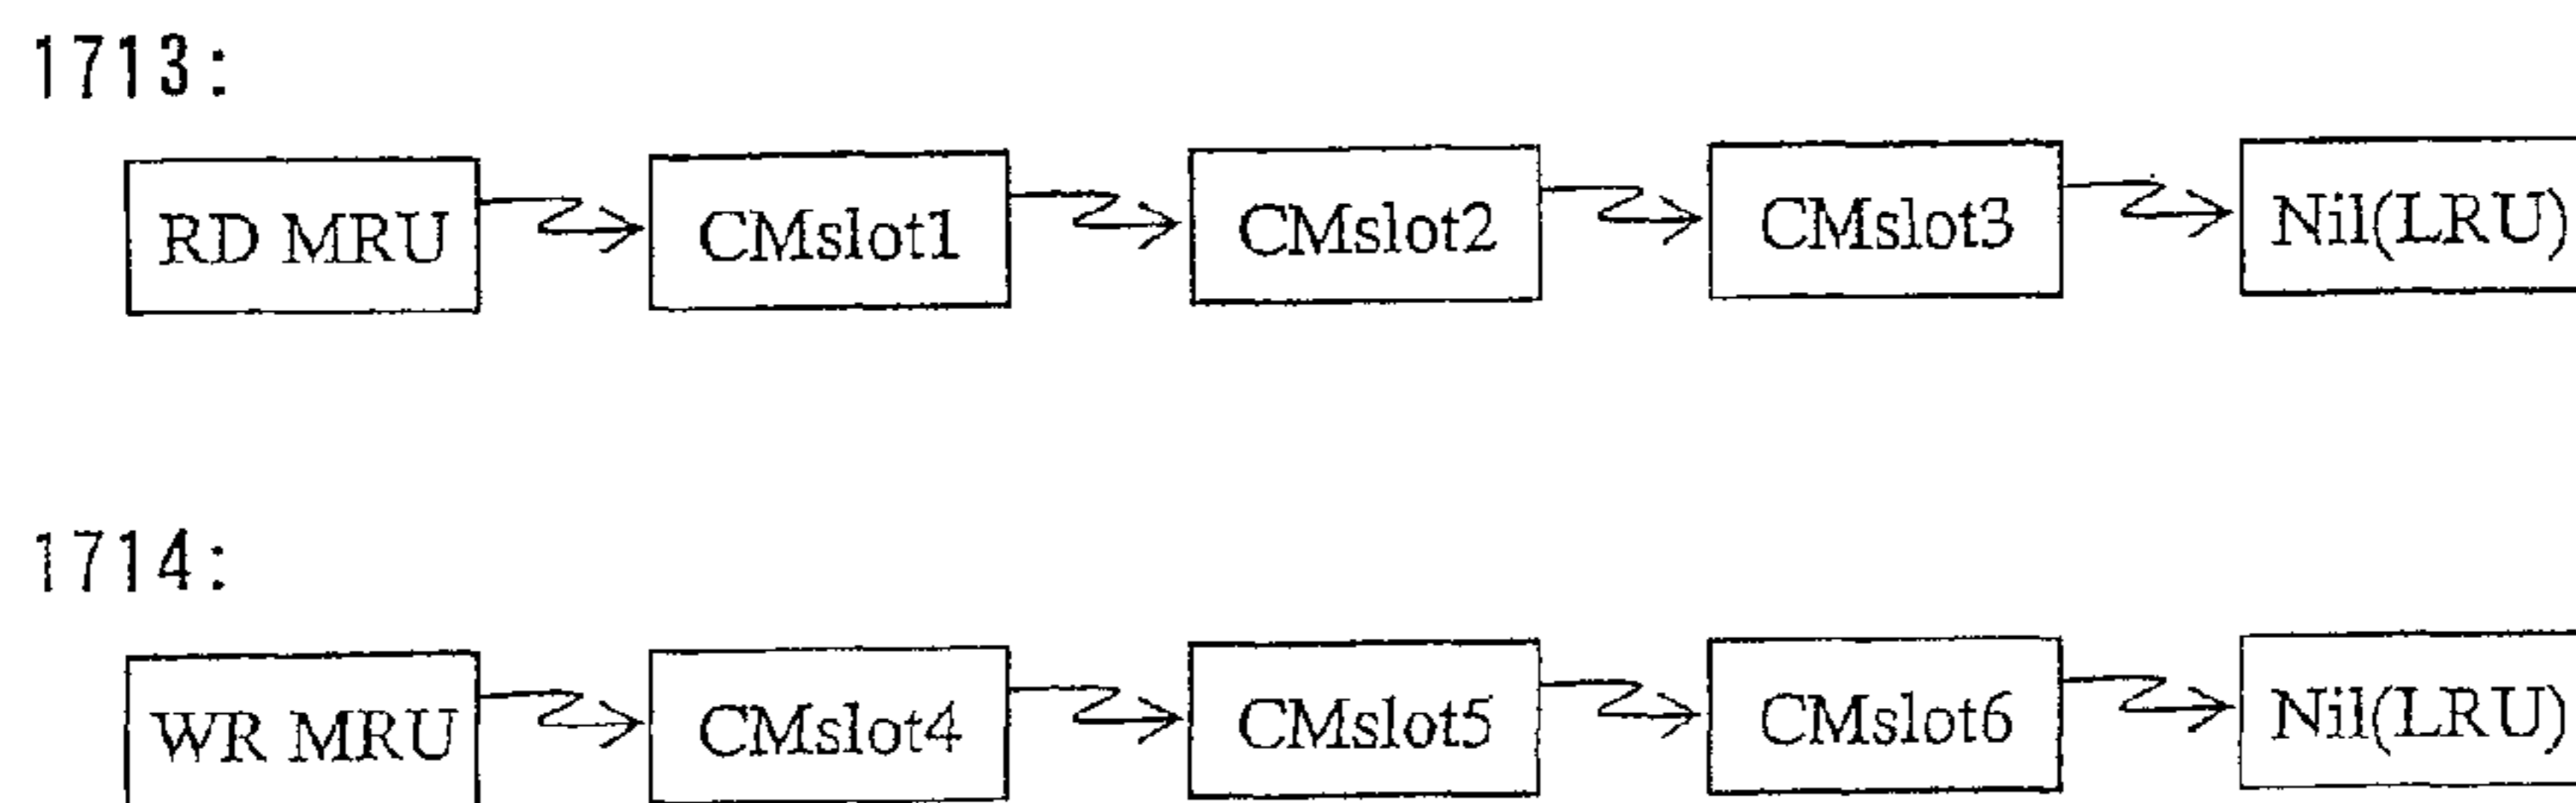 1713:
RD MRU CMslot1 CMslot2 CMslot3 Nil(LRU)
1714:
WR MRU CMslot4 CMslot5 CMslot6 Nil(LRU)